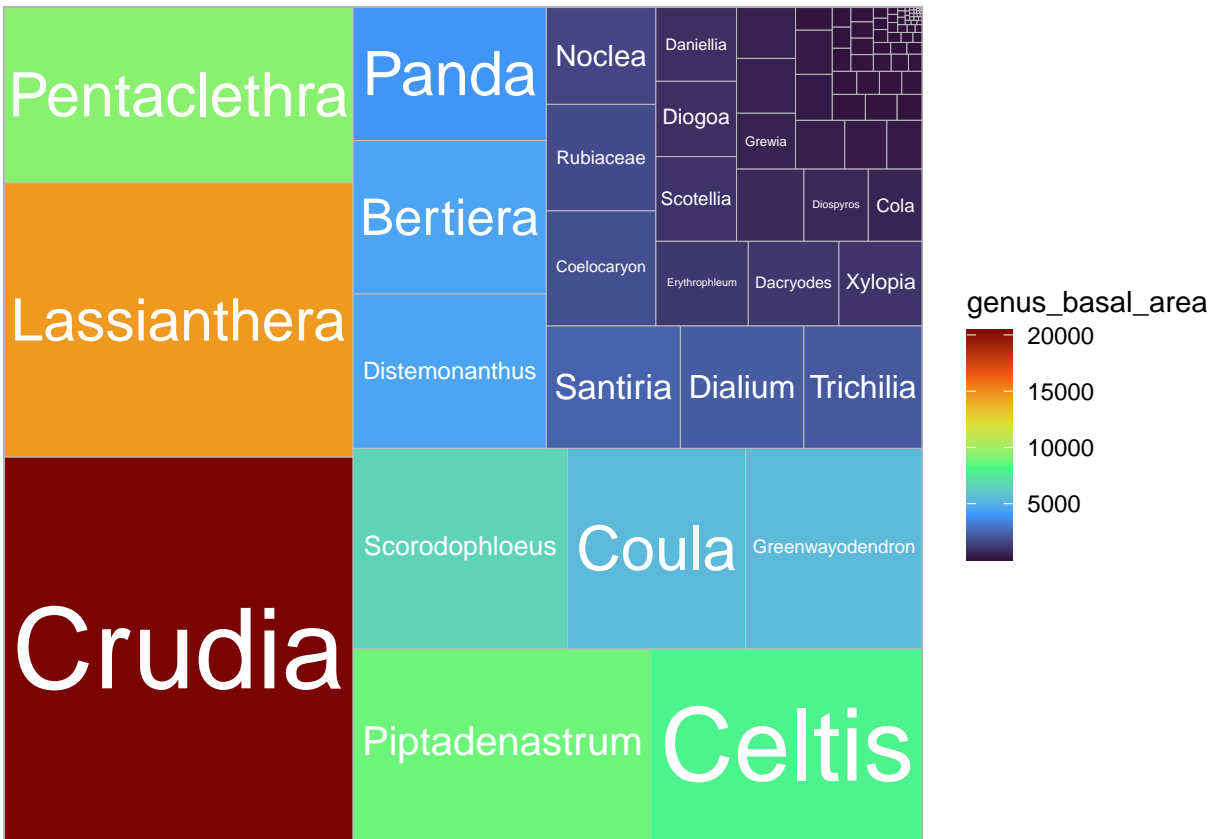 Pentaclethra
Panda
Noclea
Daniellia
Diogoa
Grewia
Rubiaceae
Bertiera
Scotellia
Diospyros
Cola
Lassianthera
Coelocaryon
Erythrophleum
Dacryodes
Xylopia
Distemonanthus
Santiria
Dialium
Trichilia
genus_basal_area
20000
15000
10000
5000
Scorodophloeus
Coula
Greenwayodendron
Crudia
Piptadenastrum
Celtis